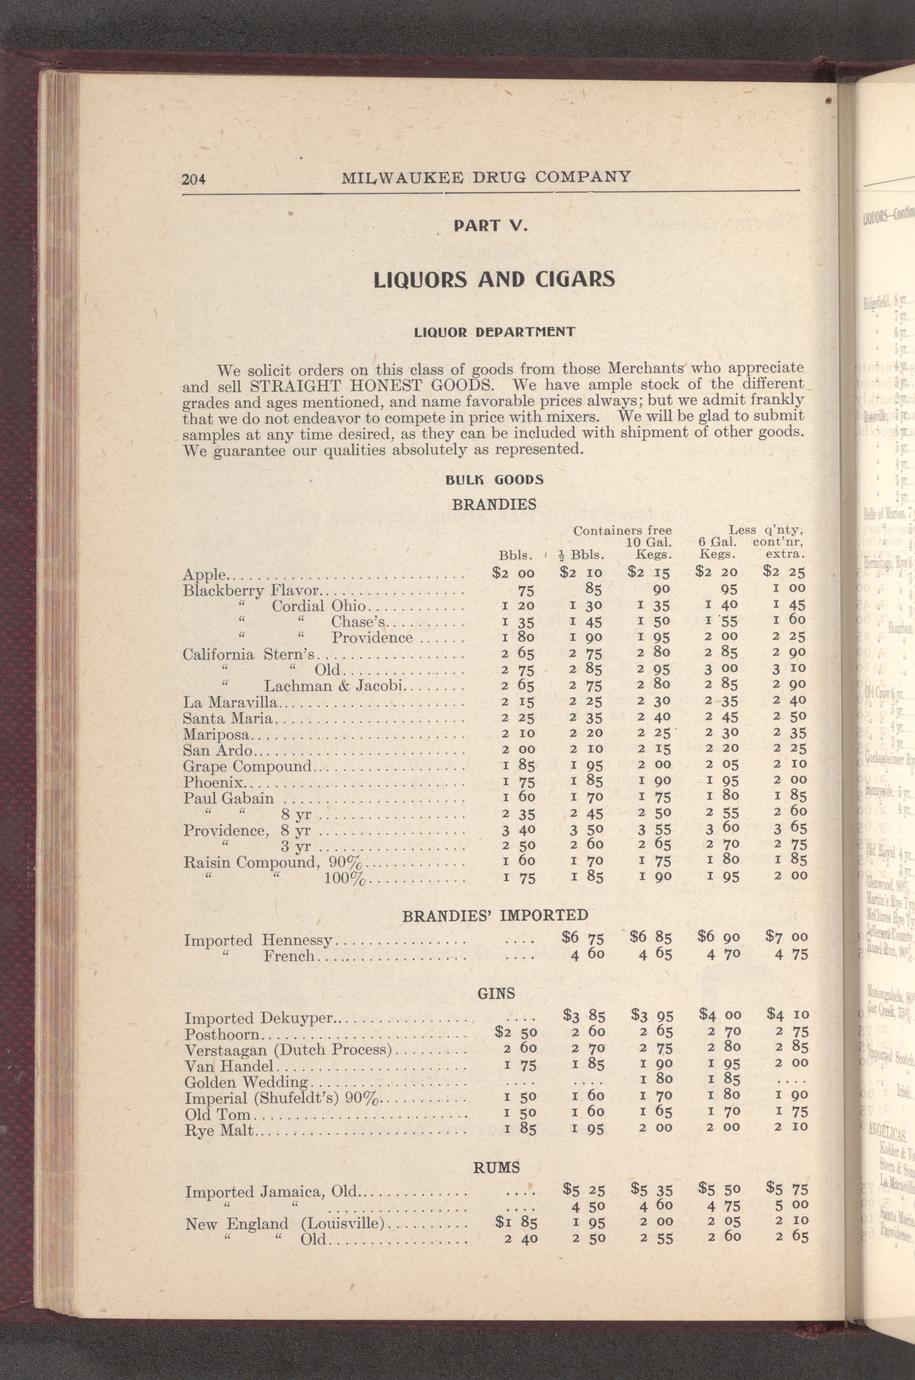 204 MILWAUKEE DRUG COMPANY
PART V.
LIQUORS AND CIGARS
LIQUOR DEPARTMENT
We solicit orders on this class of goods from those Merchants who appreciate
and sell STRAIGHT HONEST GOODS. We have ample stock of the different
grades and ages mentioned, and name favorable prices always; but we admit frankly
that we do not endeavor to compete in price with mixers. We will be glad to submit
samples at any time desired, as they can be included with shipment of other goods.
We guarantee our qualities absolutely as represented.
BULK GOODS
BRANDIES
Containers free Less q'nty,
10 Gal. 6 Gal. cont'nr,
Bbls. ½ Bbls. Kegs. Kegs. extra.
Apple............................ $2 00 $2 10 $2 15 $2 20 $2 25
Blackberry Flavor.................. 75 85 90 95 1 00
“ Cordial Ohio............ 1 20 1 30 1 35 1 40 1 45
“ “ Chase's.......... 1 35 1 45 1 50 1 55 1 60
“ “ Providence ...... 1 80 1 90 1 95 2 00 2 25
California Stern's.................. 2 65 2 75 2 80 2 85 2 90
“ “ Old............... 2 75 2 85 2 95 3 00 3 10
“ Lachman & Jacobi........ 2 65 2 75 2 80 2 85 2 90
La Maravilla....................... 2 15 2 25 2 30 2 35 2 40
Santa Maria....................... 2 25 2 35 2 40 2 45 2 50
Mariposa.......................... 2 10 2 20 2 25 2 30 2 35
San Ardo.......................... 2 00 2 10 2 15 2 20 2 25
Grape Compound................... 1 85 1 95 2 00 2 05 2 10
Phoenix........................... 1 75 1 85 1 90 1 95 2 00
Paul Gabain ...................... 1 60 1 70 1 75 1 80 1 85
“ “ 8 yr .................. 2 35 2 45 2 50 2 55 2 60
Providence, 8 yr .................. 3 40 3 50 3 55 3 60 3 65
“ 3 yr .................. 2 50 2 60 2 65 2 70 2 75
Raisin Compound, 90%............ 1 60 1 70 1 75 1 80 1 85
“ “ 100%............ 1 75 1 85 1 90 1 95 2 00
BRANDIES' IMPORTED
Imported Hennessy................ .... $6 75 $6 85 $6 90 $7 00
“ French.................. .... 4 60 4 65 4 70 4 75
GINS
Imported Dekuyper................ .... $3 85 $3 95 $4 00 $4 10
Posthoorn......................... $2 50 2 60 2 65 2 70 2 75
Verstaagan (Dutch Process)......... 2 60 2 70 2 75 2 80 2 85
Van Handel....................... 1 75 1 85 1 90 1 95 2 00
Golden Wedding................... .... .... 1 80 1 85 ....
Imperial (Shufeldt's) 90%........... 1 50 1 60 1 70 1 80 1 90
Old Tom.......................... 1 50 1 60 1 65 1 70 1 75
Rye Malt.......................... 1 85 1 95 2 00 2 00 2 10
RUMS
Imported Jamaica, Old.............. .... $5 25 $5 35 $5 50 $5 75
“ “ ................. .... 4 50 4 60 4 75 5 00
New England (Louisville).......... $1 85 1 95 2 00 2 05 2 10
“ “ Old................. 2 40 2 50 2 55 2 60 2 65